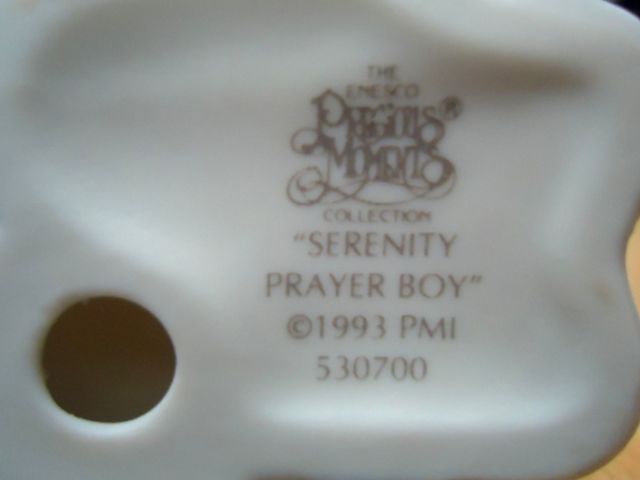 THE
ENESCO
PRECIOUS®
MOMENTS
COLLECTION
"SERENITY
PRAYER BOY"
©1993 PMI
530700